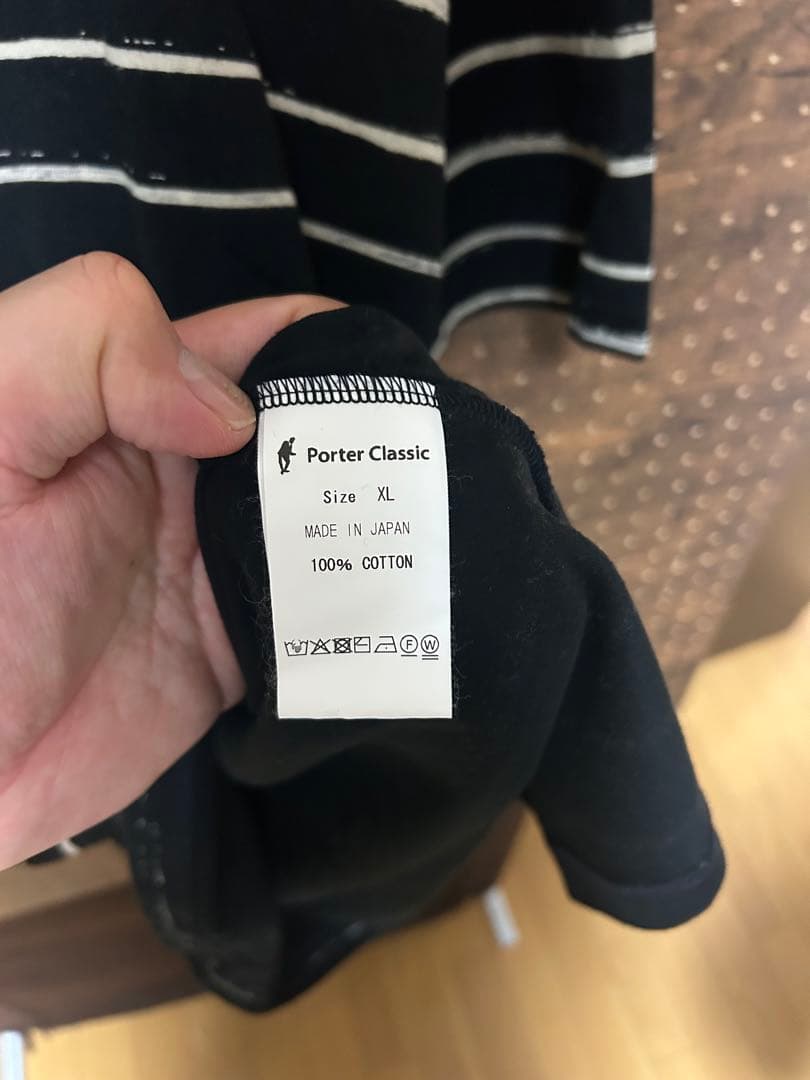 Porter Classic
Size XL
MADE IN JAPAN
100% COTTON
F W